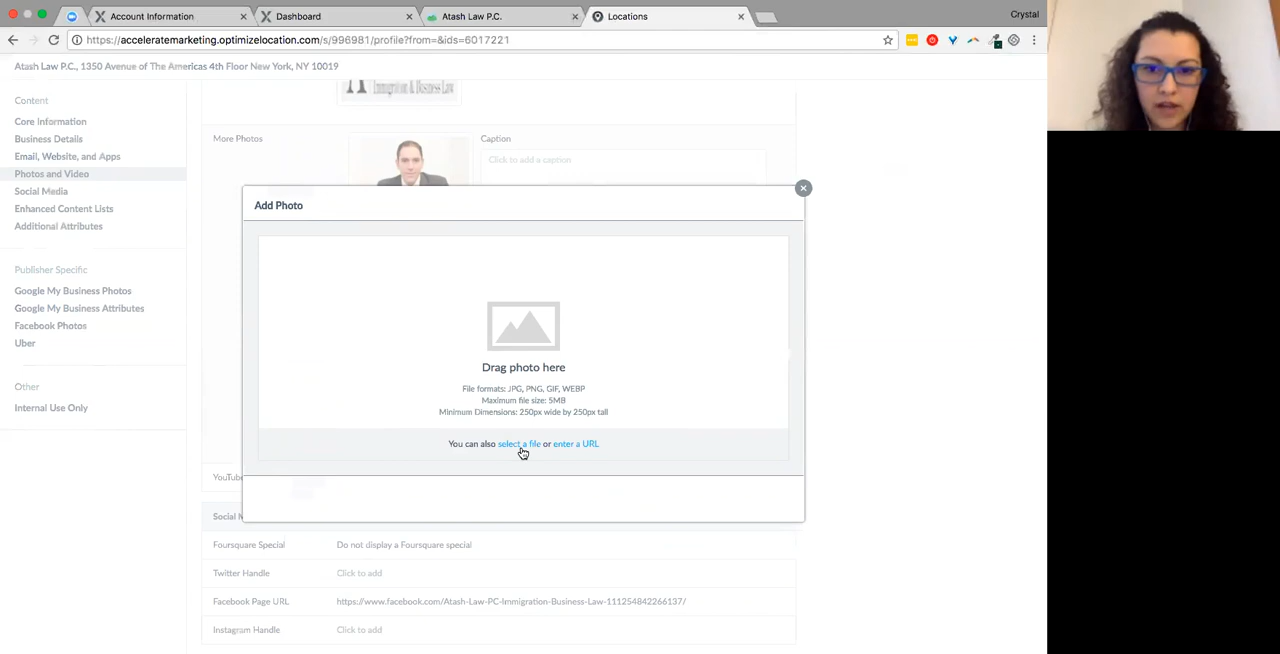 Account Information
Dashboard
Atash Law P.C.
Locations
Crystal
https://acceleratemarketing.optimizelocation.com/s/996981/profile?from=&ids=6017221
Atash Law P.C., 1350 Avenue of The Americas 4th Floor New York, NY 10019
Content
Core Information
Business Details
Email, Website, and Apps
Photos and Video
Social Media
Enhanced Content Lists
Additional Attributes
Publisher Specific
Google My Business Photos
Google My Business Attributes
Facebook Photos
Uber
Other
Internal Use Only
Immigration & Business Law
More Photos
Caption
Click to add a caption
Add Photo
Drag photo here
File formats: JPG, PNG, GIF, WEBP
Maximum file size: 5MB
Minimum Dimensions: 250px wide by 250px tall
You can also select a file or enter a URL
YouTube
Social M
Foursquare Special
Do not display a Foursquare special
Twitter Handle
Click to add
Facebook Page URL
https://www.facebook.com/Atash-Law-PC-Immigration-Business-Law-111254842266137/
Instagram Handle
Click to add